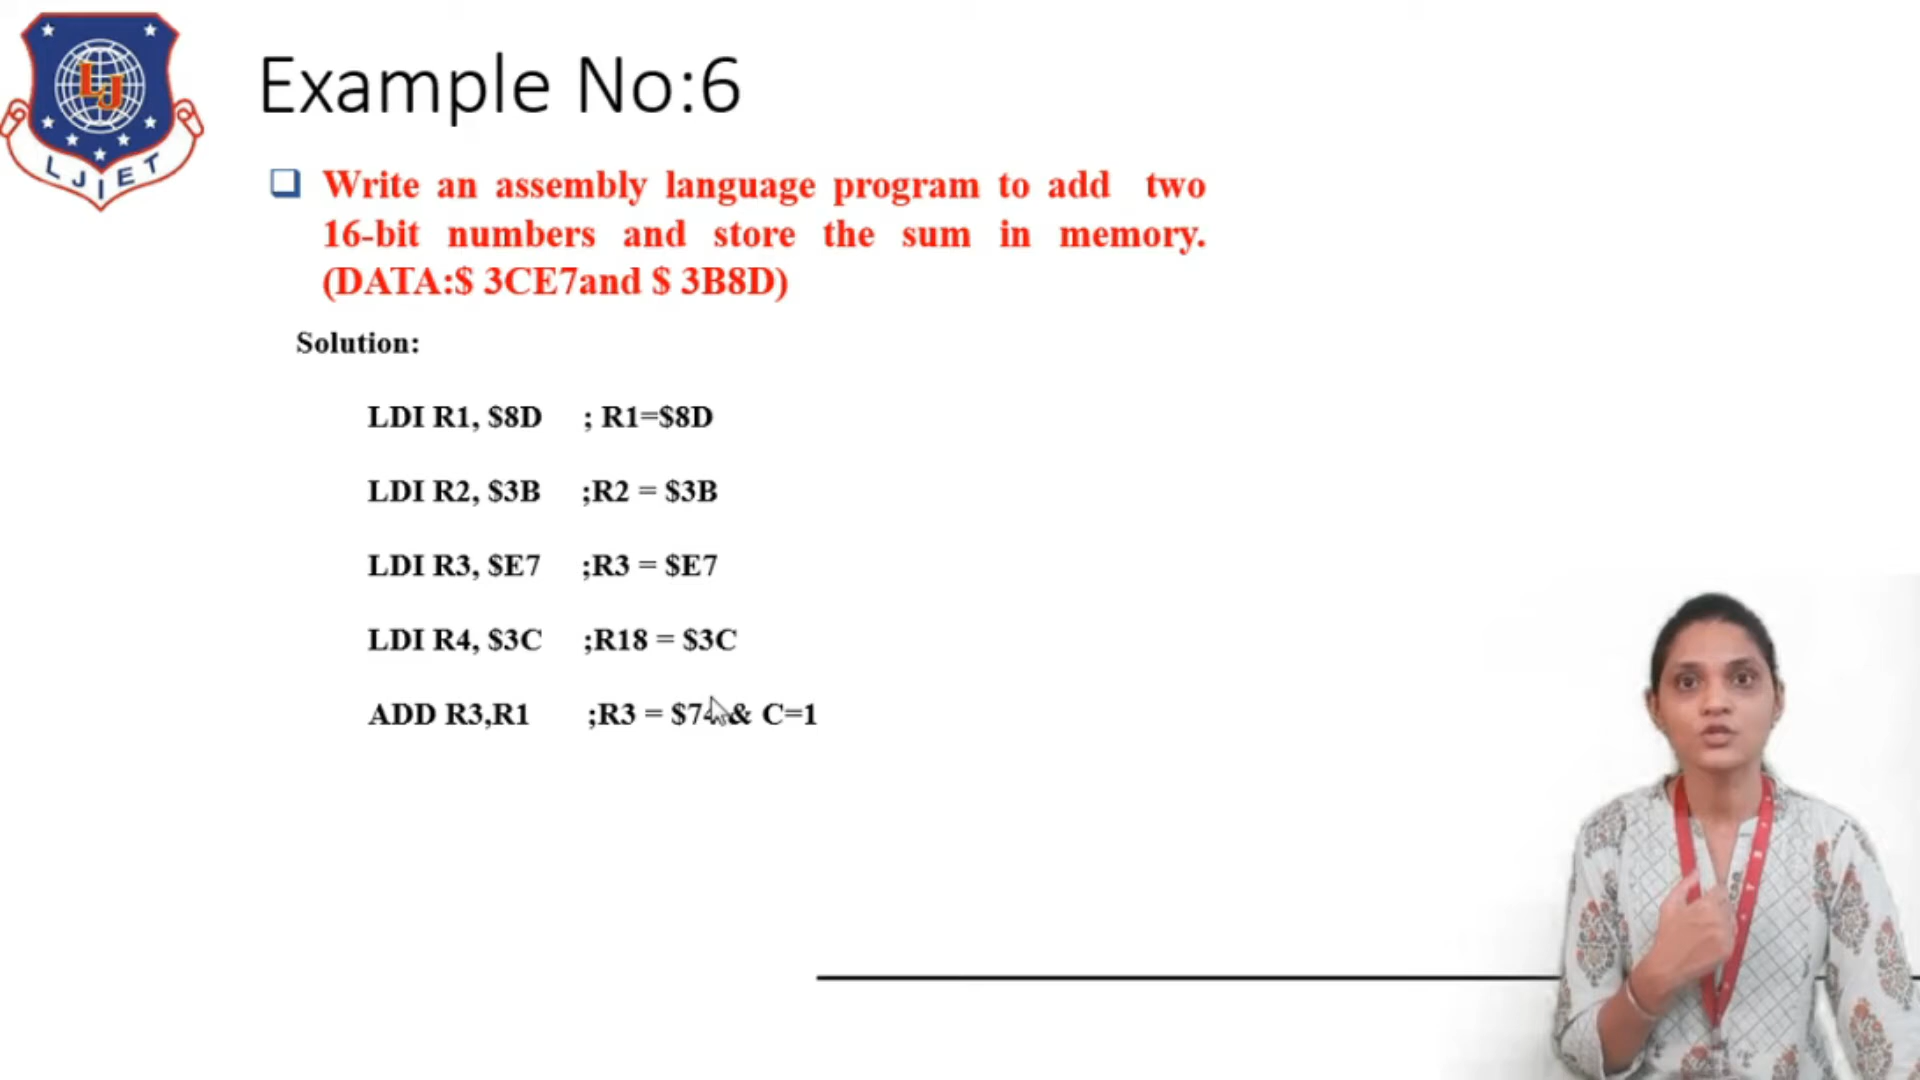 LJ
LJIET
Example No:6
Write an assembly language program to add two
16-bit numbers and store the sum in memory.
(DATA:$ 3CE7and $ 3B8D)
Solution:
LDI R1, $8D ; R1=$8D
LDI R2, $3B ;R2 = $3B
LDI R3, $E7 ;R3 = $E7
LDI R4, $3C ;R18 = $3C
ADD R3,R1 ;R3 = $74 & C=1